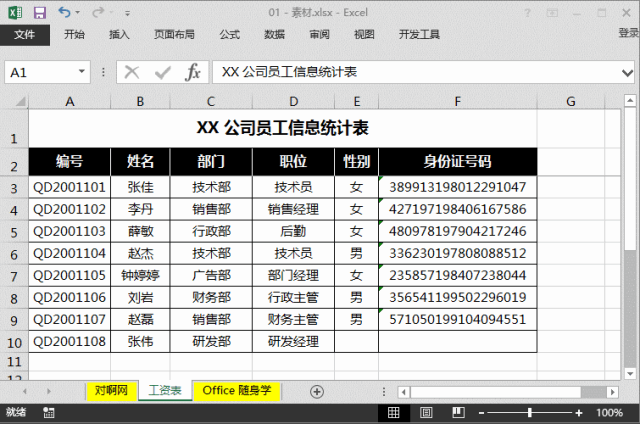 01 - 素材.xlsx - Excel
文件 开始 插入 页面布局 公式 数据 审阅 视图 开发工具 登录
A1 fx XX 公司员工信息统计表
A B C D E F G
1 XX 公司员工信息统计表
2 编号 姓名 部门 职位 性别 身份证号码
3 QD2001101 张佳 技术部 技术员 女 389913198012291047
4 QD2001102 李丹 销售部 销售经理 女 427197198406167586
5 QD2001103 薛敏 行政部 后勤 女 480978197904217246
6 QD2001104 赵杰 技术部 技术员 男 336230197808088512
7 QD2001105 钟婷婷 广告部 部门经理 女 235857198407238044
8 QD2001106 刘岩 财务部 行政主管 男 356541199502296019
9 QD2001107 赵磊 销售部 财务主管 男 571050199104094551
10 QD2001108 张伟 研发部 研发经理
11
12
对啊网 工资表 Office 随身学
就绪 100%